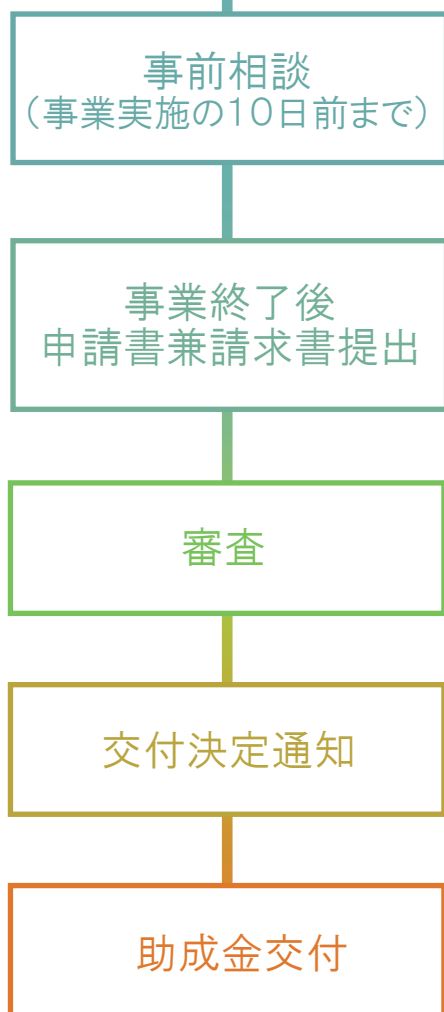 事前相談
（事業実施の10日前まで）
事業終了後
申請書兼請求書提出
審査
交付決定通知
助成金交付